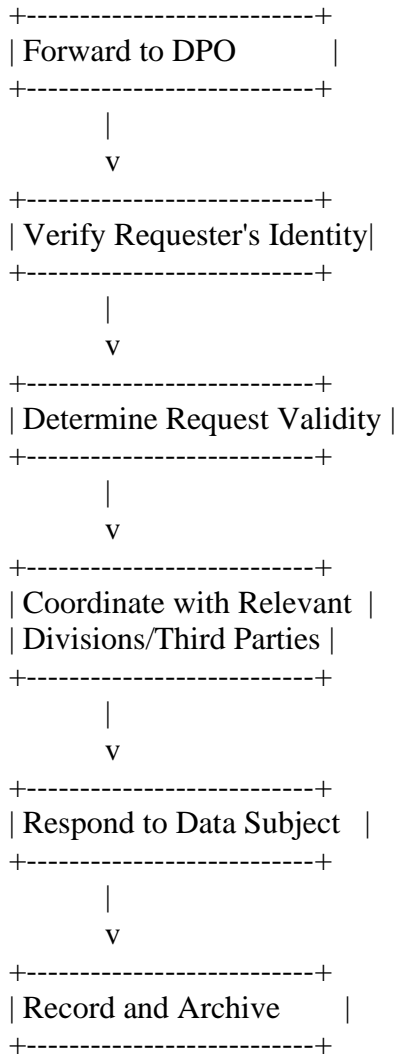 +---------------------------+
| Forward to DPO         |
+---------------------------+
         |
         v
+---------------------------+
| Verify Requester's Identity|
+---------------------------+
         |
         v
+---------------------------+
| Determine Request Validity |
+---------------------------+
         |
         v
+---------------------------+
| Coordinate with Relevant  |
| Divisions/Third Parties |
+---------------------------+
         |
         v
+---------------------------+
| Respond to Data Subject   |
+---------------------------+
         |
         v
+---------------------------+
| Record and Archive      |
+---------------------------+